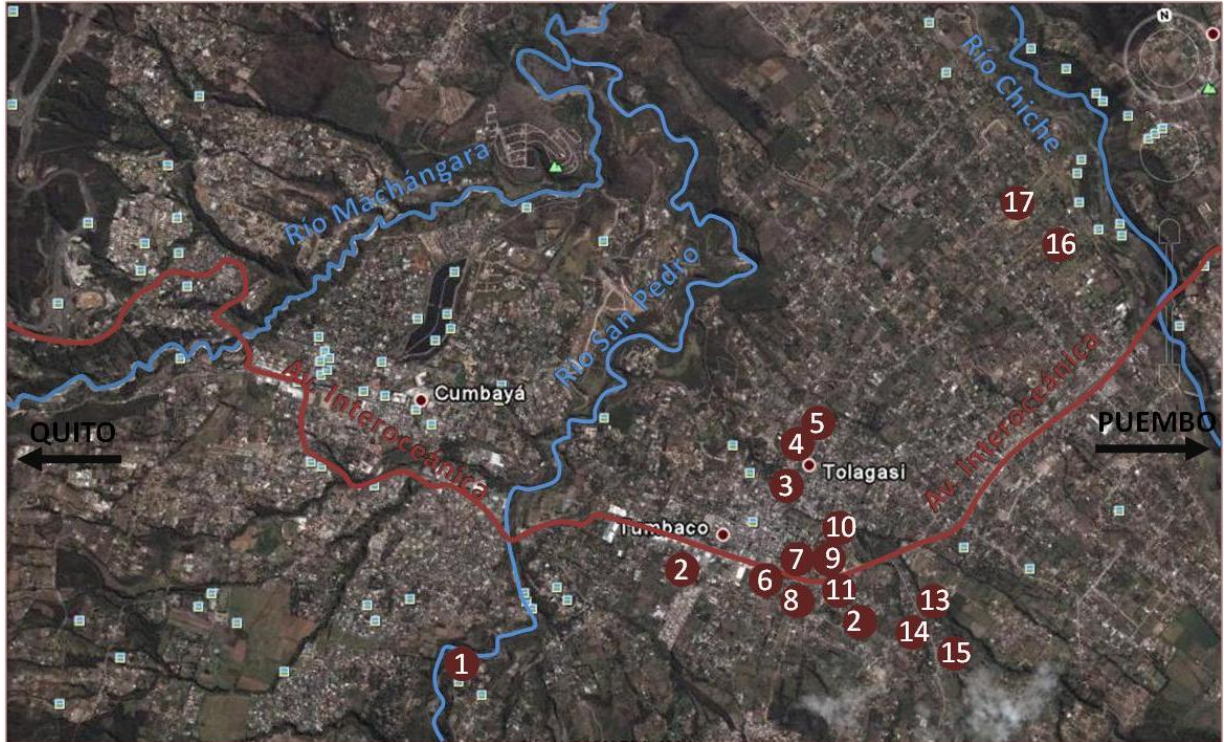 N
Río Chiche
Río Machángara
17
16
Río San Pedro
Av. Interoceánica
Cumbayá
Av. Interoceánica
QUITO
PUEMBO
5
4
Tolagasi
3
10
Tumbaco
7
9
2
6
11
8
13
2
14
15
1